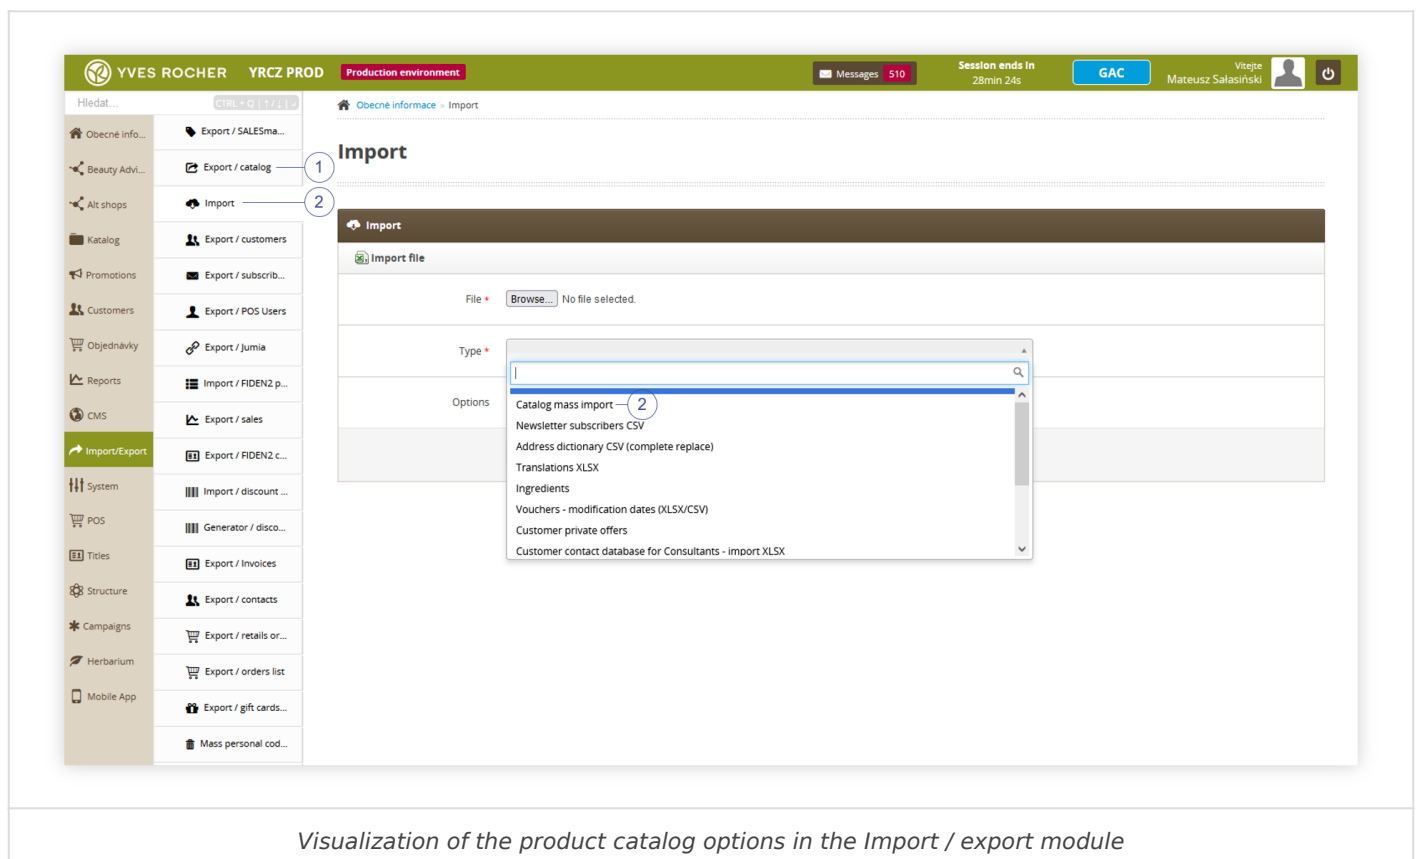 YVES ROCHER YRCZ PROD Production environment
Messages 510
Session ends in
28min 24s
GAC
Vítejte
Mateusz Sałasiński
Hledat...
CTRL + Q | ↑ / ↓ |
Obecné informace » Import
Import
Obecné info...
Beauty Advi...
Alt shops
Katalog
Promotions
Customers
Objednávky
Reports
CMS
Import/Export
System
POS
Titles
Structure
Campaigns
Herbarium
Mobile App
Export / SALESma...
Export / catalog 1
Import 2
Export / customers
Export / subscrib...
Export / POS Users
Export / Jumia
Import / FIDEN2 p...
Export / sales
Export / FIDEN2 c...
Import / discount ...
Generator / disco...
Export / Invoices
Export / contacts
Export / retails or...
Export / orders list
Export / gift cards...
Mass personal cod...
Import
Import file
File * Browse... No file selected.
Type *
Options
Catalog mass import 2
Newsletter subscribers CSV
Address dictionary CSV (complete replace)
Translations XLSX
Ingredients
Vouchers - modification dates (XLSX/CSV)
Customer private offers
Customer contact database for Consultants - import XLSX
Visualization of the product catalog options in the Import / export module